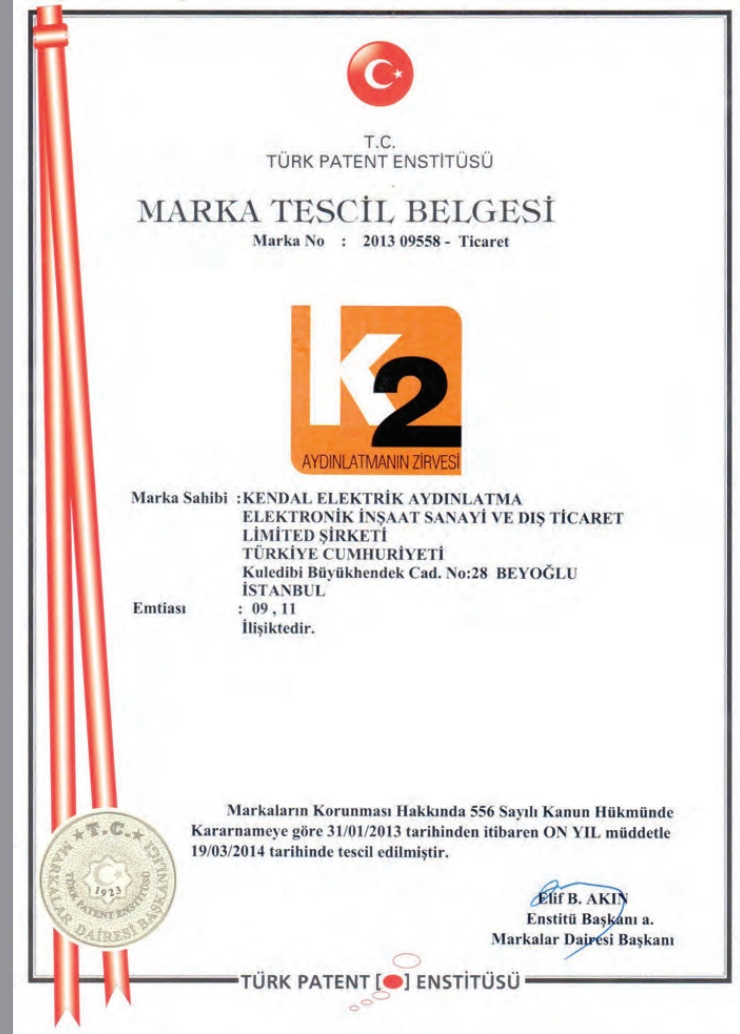 T.C.
TÜRK PATENT ENSTİTÜSÜ
MARKA TESCİL BELGESİ
Marka No : 2013 09558 - Ticaret
K2
AYDINLATMANIN ZİRVESİ
Marka Sahibi :KENDAL ELEKTRİK AYDINLATMA
ELEKTRONİK İNŞAAT SANAYİ VE DIŞ TİCARET
LİMİTED ŞİRKETİ
TÜRKİYE CUMHURİYETİ
Kuledibi Büyükhendek Cad. No:28 BEYOĞLU
İSTANBUL
Emtiası : 09 , 11
İlişiktedir.
Markaların Korunması Hakkında 556 Sayılı Kanun Hükmünde
Kararnameye göre 31/01/2013 tarihinden itibaren ON YIL müddetle
19/03/2014 tarihinde tescil edilmiştir.
T.C.
MARKALAR DAİRESİ BAŞKANLIĞI
TÜRK PATENT ENSTİTÜSÜ
1923
Elif B. AKIN
Enstitü Başkanı a.
Markalar Dairesi Başkanı
TÜRK PATENT [ ] ENSTİTÜSÜ